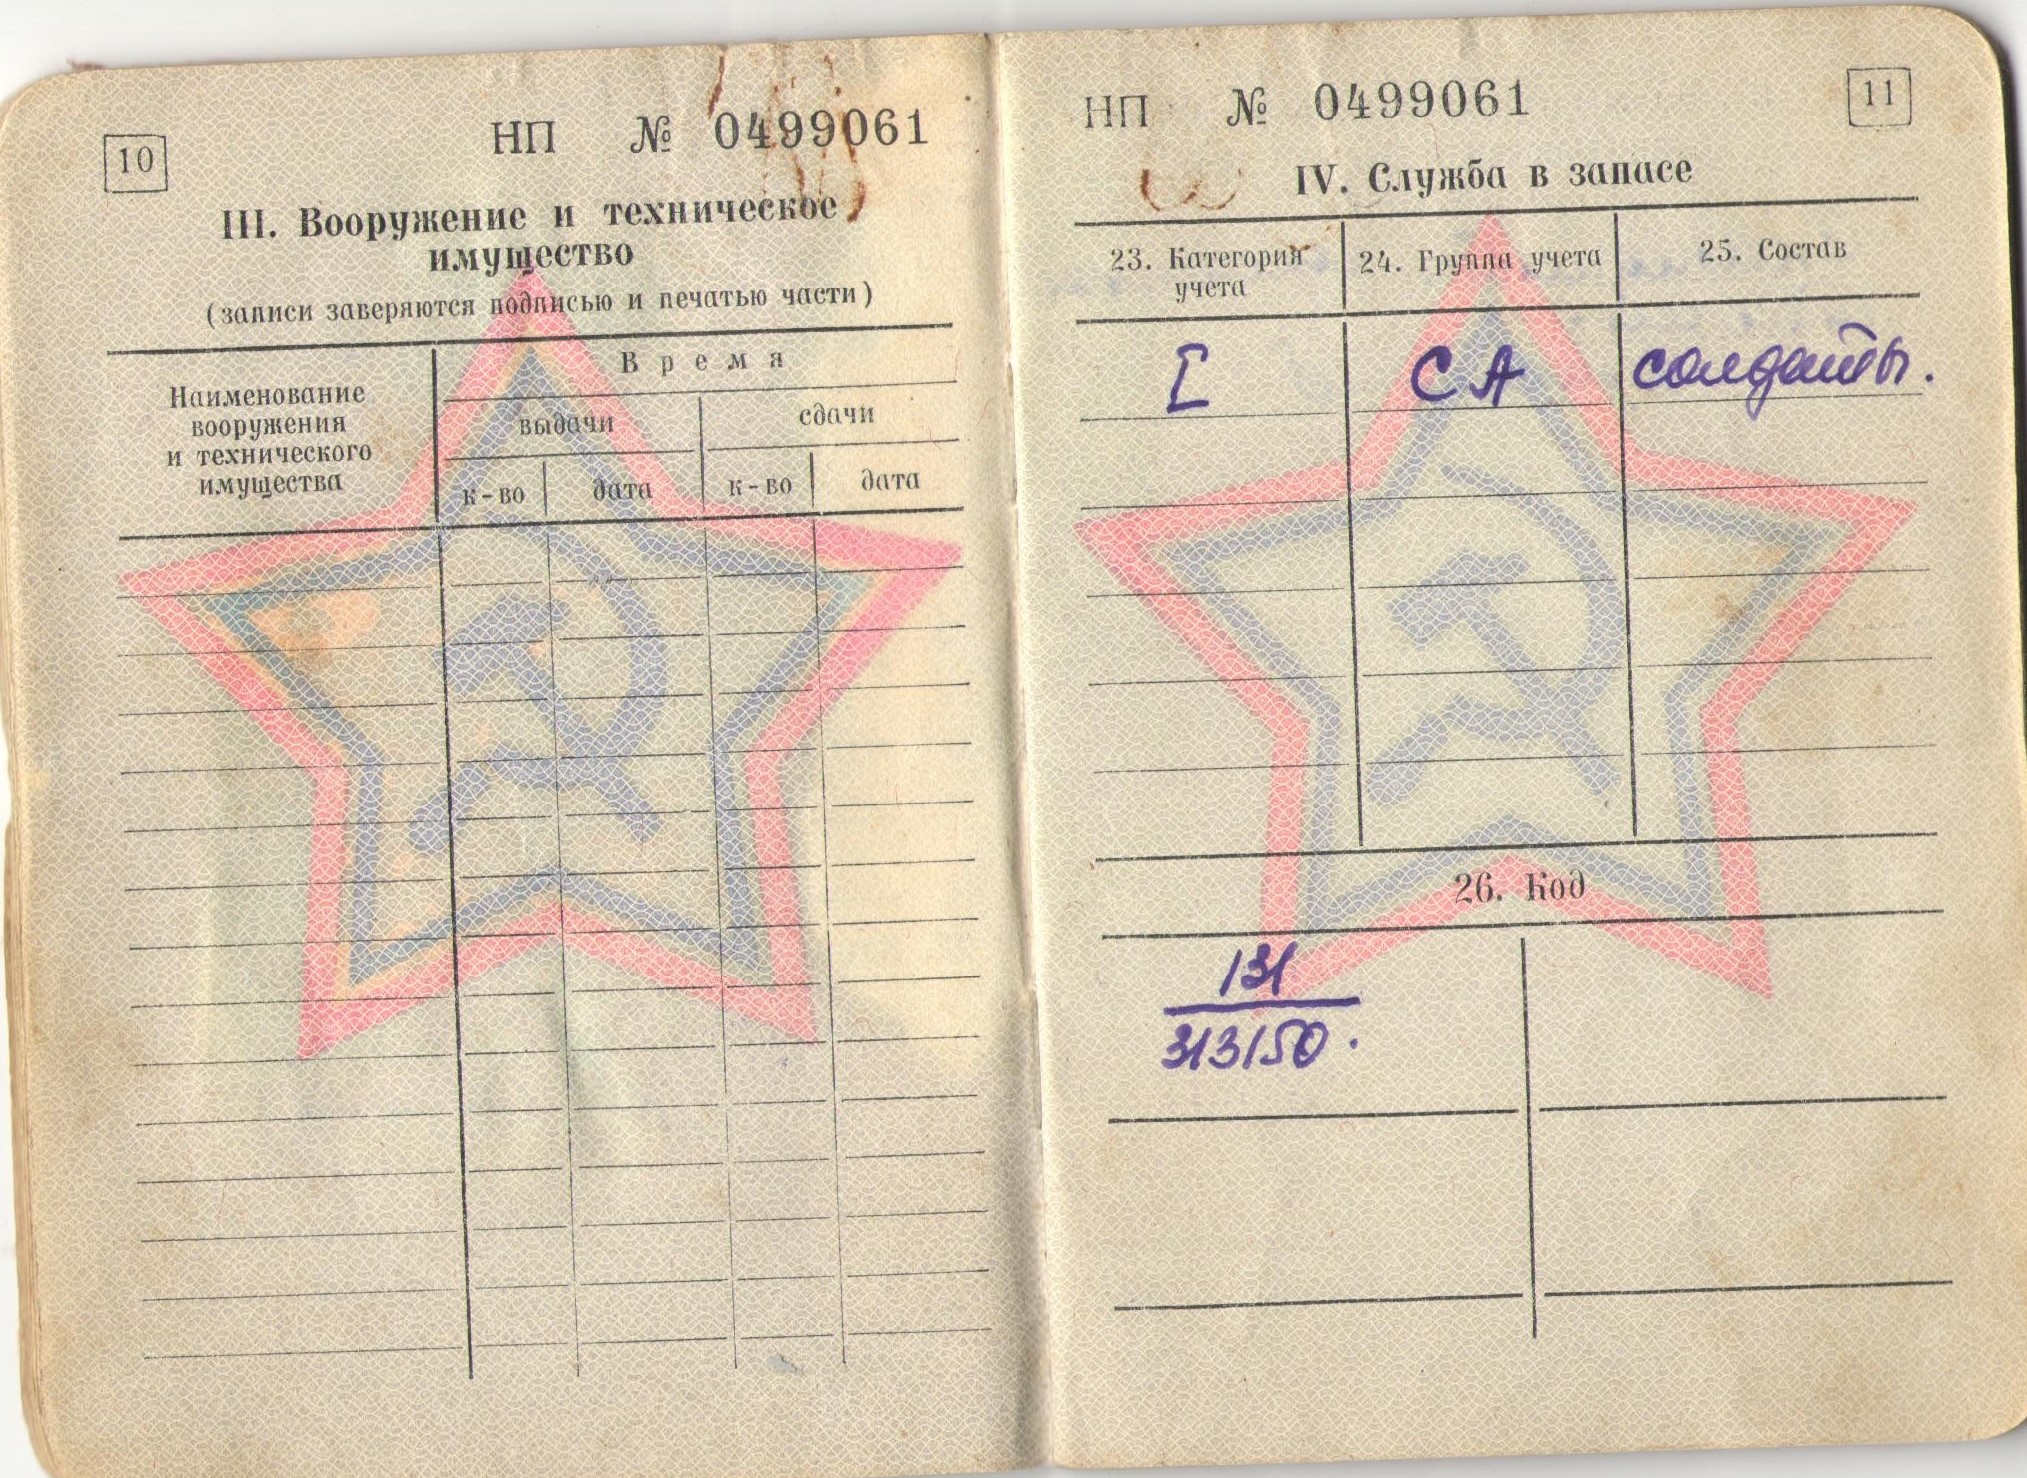 10
НП № 0499061
III. Вооружение и техническое
имущество
(записи заверяются подписью и печатью части)
Наименование
вооружения
и технического
имущества
Время
выдачи
сдачи
к-во
дата
к-во
дата
НП № 0499061
11
IV. Служба в запасе
23. Категория
учета
24. Группа учета
25. Состав
I
СА
солдаты.
26. Код
131
313150.